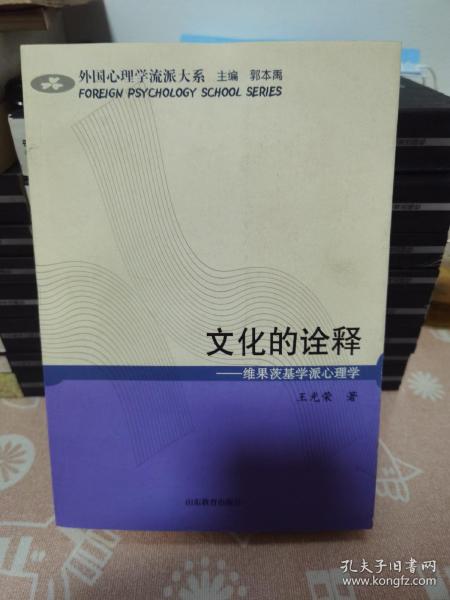 外国心理学流派大系 主编 郭本禹
FOREIGN PSYCHOLOGY SCHOOL SERIES
文化的诠释
——维果茨基学派心理学
王光荣 著
山东教育出版社
孔夫子旧书网
www.kongfz.com